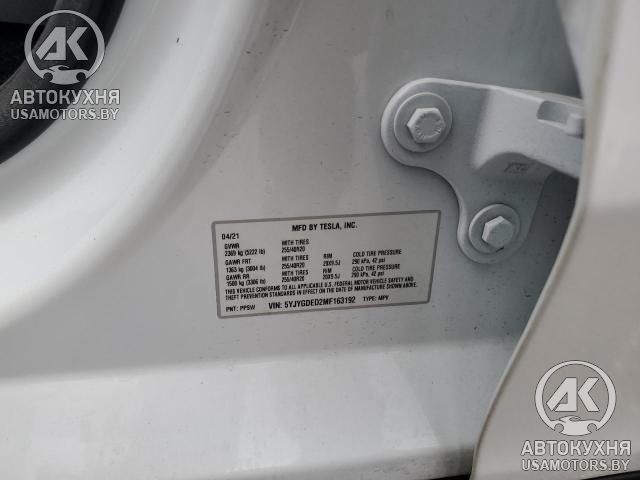 AK
АВТОКУХНЯ
USAMOTORS.BY
04/21 MFD BY TESLA, INC.
GVWR WITH TIRES
2369 kg (5222 lb) 255/40R20
GAWR FRT WITH TIRES RIM COLD TIRE PRESSURE
1363 kg (3004 lb) 255/40R20 20X9.5J 290 kPa, 42 psi
GAWR RR WITH TIRES RIM COLD TIRE PRESSURE
1500 kg (3306 lb) 255/40R20 20X9.5J 290 kPa, 42 psi
THIS VEHICLE CONFORMS TO ALL APPLICABLE U.S. FEDERAL MOTOR VEHICLE SAFETY AND
THEFT PREVENTION STANDARDS IN EFFECT ON THE DATE OF MANUFACTURE SHOWN ABOVE.
PNT: PPSW VIN: 5YJYGDED2MF163192 TYPE: MPV
AK
АВТОКУХНЯ
USAMOTORS.BY